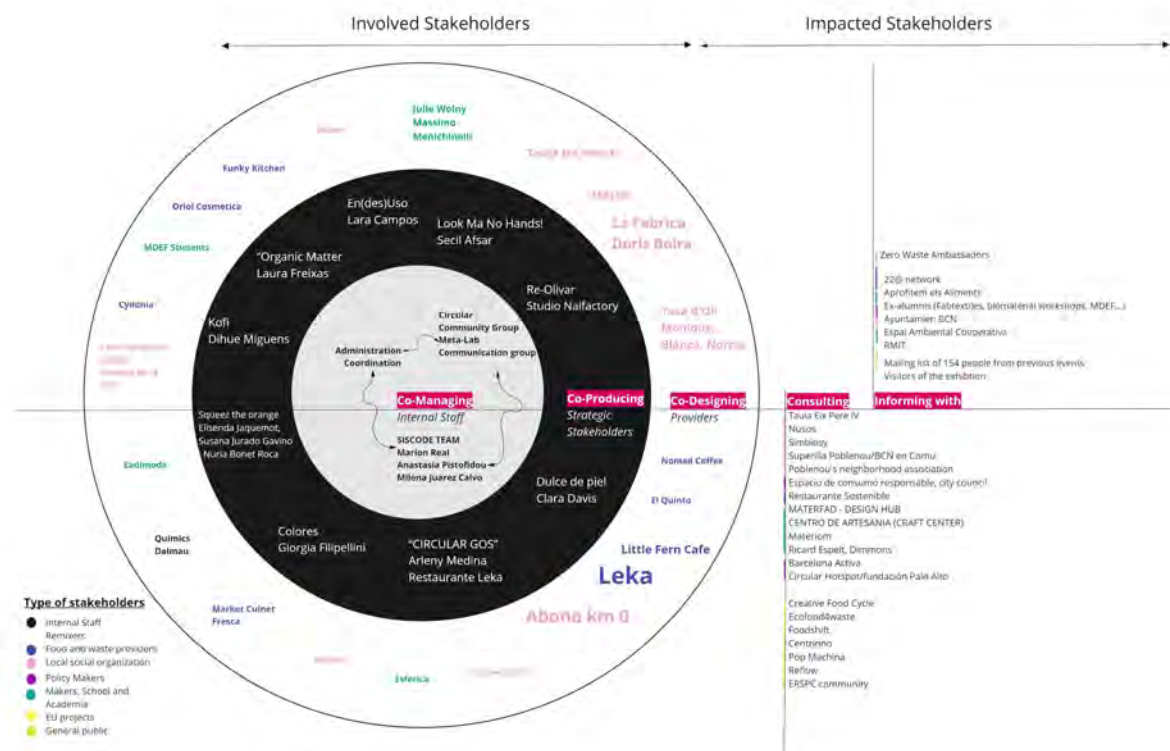 Involved Stakeholders
Impacted Stakeholders
Julie Wolny
Massimo
Menichinelli
Funky Kitchen
Oriol Cosmetica
MDEF Students
La Fabrica
Doris Boira
En(des)Uso
Lara Campos
Look Ma No Hands!
Secil Afsar
"Organic Matter
Laura Freixas
Re-Olivar
Studio Naifactory
Kofi
Dihue Miguens
Circular
Community Group
Meta-Lab
Communication group
Administration
Coordination
Co-Managing
Internal Staff
Co-Producing
Strategic
Stakeholders
Co-Designing
Providers
Consulting
Informing with
Zero Waste Ambassadors
22@ network
Aprofitem els Aliments
Ex-alumnis (Fabtextiles, biomaterial workshops, MDEF...)
BCN
Espai Ambiental Cooperativa
RMIT
Mailing list of 154 people from previous events
Visitors of the exhibtion
Squeez the orange
Elisenda Jaquemot,
Susana Jurado Gavino
Nuria Bonet Roca
SISCODE TEAM
Marion Real
Anastasia Pistofidou
Milena Juarez Calvo
Dulce de piel
Clara Davis
Nomad Coffee
El Quinto
Little Fern Cafe
Leka
Abono km 0
Quimics
Dalmau
Colores
Giorgia Filipellini
"CIRCULAR GOS"
Arleny Medina
Restaurante Leka
Fresca
Esferica
Taula Eix Pere IV
Nusos
Simbiosy
Superilla Poblenou/BCN en Comu
Poblenou's neighborhood association
Espacio de consumo responsable, city council
Restaurante Sostenible
MATERFAD - DESIGN HUB
CENTRO DE ARTESANIA (CRAFT CENTER)
Materiom
Ricard Espelt, Dimmons
Barcelona Activa
Circular Hotspot/fundación Palo Alto
Creative Food Cycle
Ecofood4waste
Foodshift
Centrinno
Pop Machina
Reflow
ERSPC community
Type of stakeholders
Internal Staff
Remixers
Food and waste providers
Local social organization
Policy Makers
Makers, School and
Academia
EU projects
General public